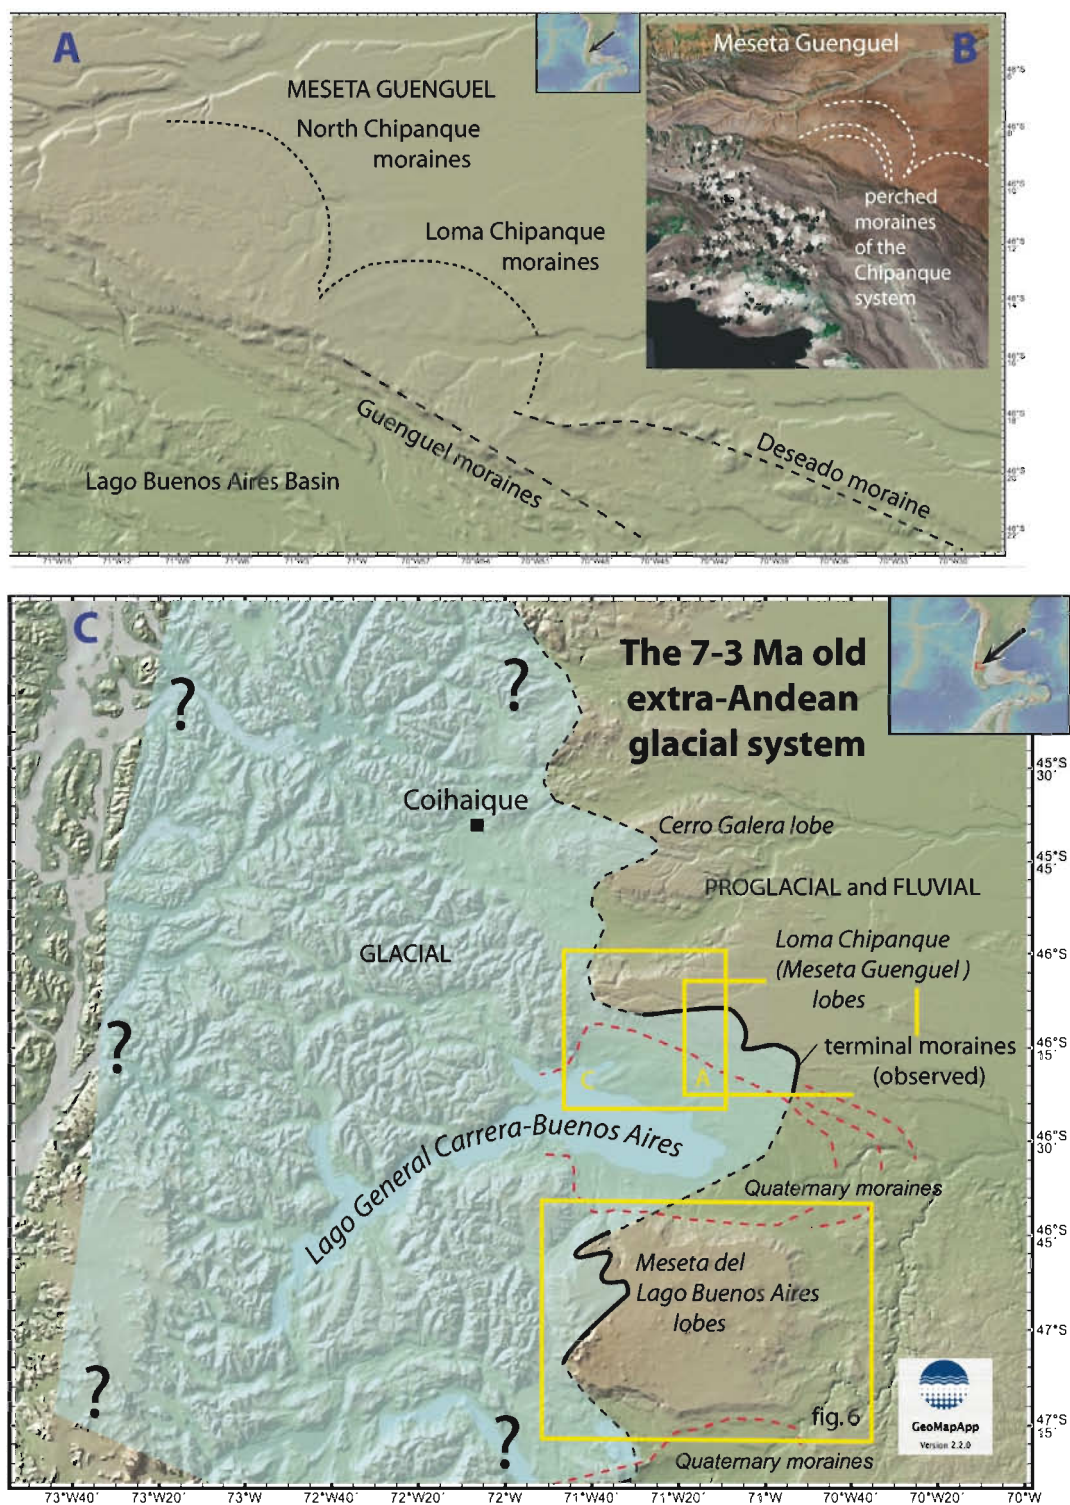 A
MESETA GUENGUEL
North Chipanque
moraines
Loma Chipanque
moraines
Guenguel moraines
Deseado moraine
Lago Buenos Aires Basin
B
Meseta Guenguel
perched
moraines
of the
Chipanque
system
C
The 7-3 Ma old
extra-Andean
glacial system
?
?
Coihaique
Cerro Galera lobe
PROGLACIAL and FLUVIAL
GLACIAL
Loma Chipanque
(Meseta Guenguel)
lobes
?
terminal moraines
(observed)
C
A
Lago General Carrera-Buenos Aires
Quaternary moraines
Meseta del
Lago Buenos Aires
lobes
?
?
fig. 6
Quaternary moraines
GeoMapApp
Version 2.2.0
45°S
30'
45°S
45'
46°S
46°S
15'
46°S
30'
46°S
45'
47°S
47°S
15'
73°W40' 73°W20' 73°W 72°W40' 72°W20' 72°W 71°W40' 71°W20' 71°W 70°W40' 70°W20' 70°W